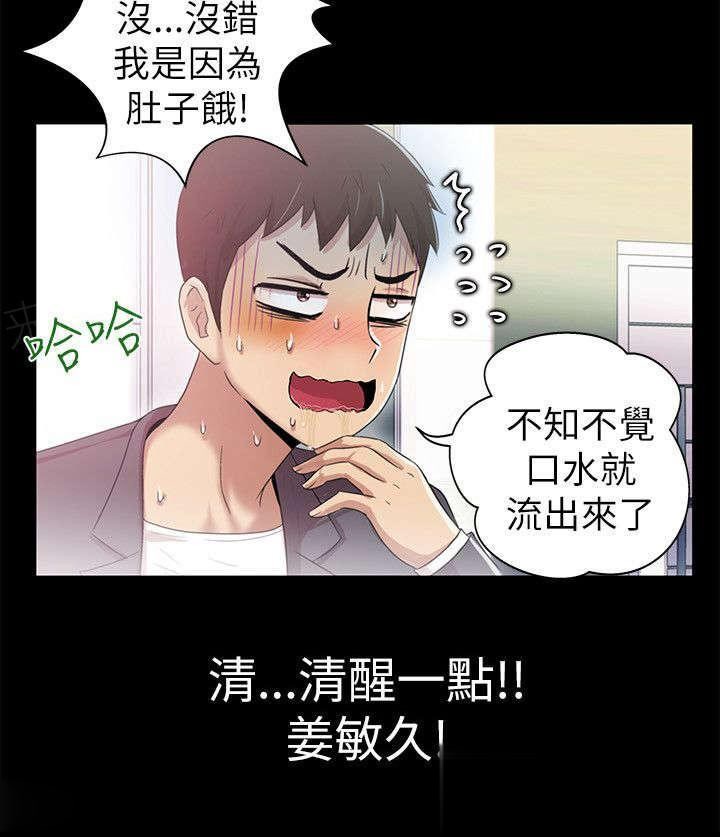 沒...沒錯
我是因為
肚子餓!
哈哈
不知不覺
口水就
流出來了
清...清醒一點!!
姜敏久!